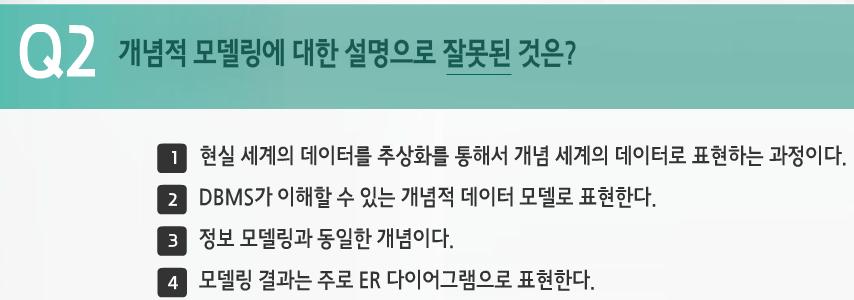 Q2 개념적 모델링에 대한 설명으로 잘못된 것은?
1 현실 세계의 데이터를 추상화를 통해서 개념 세계의 데이터로 표현하는 과정이다.
2 DBMS가 이해할 수 있는 개념적 데이터 모델로 표현한다.
3 정보 모델링과 동일한 개념이다.
4 모델링 결과는 주로 ER 다이어그램으로 표현한다.